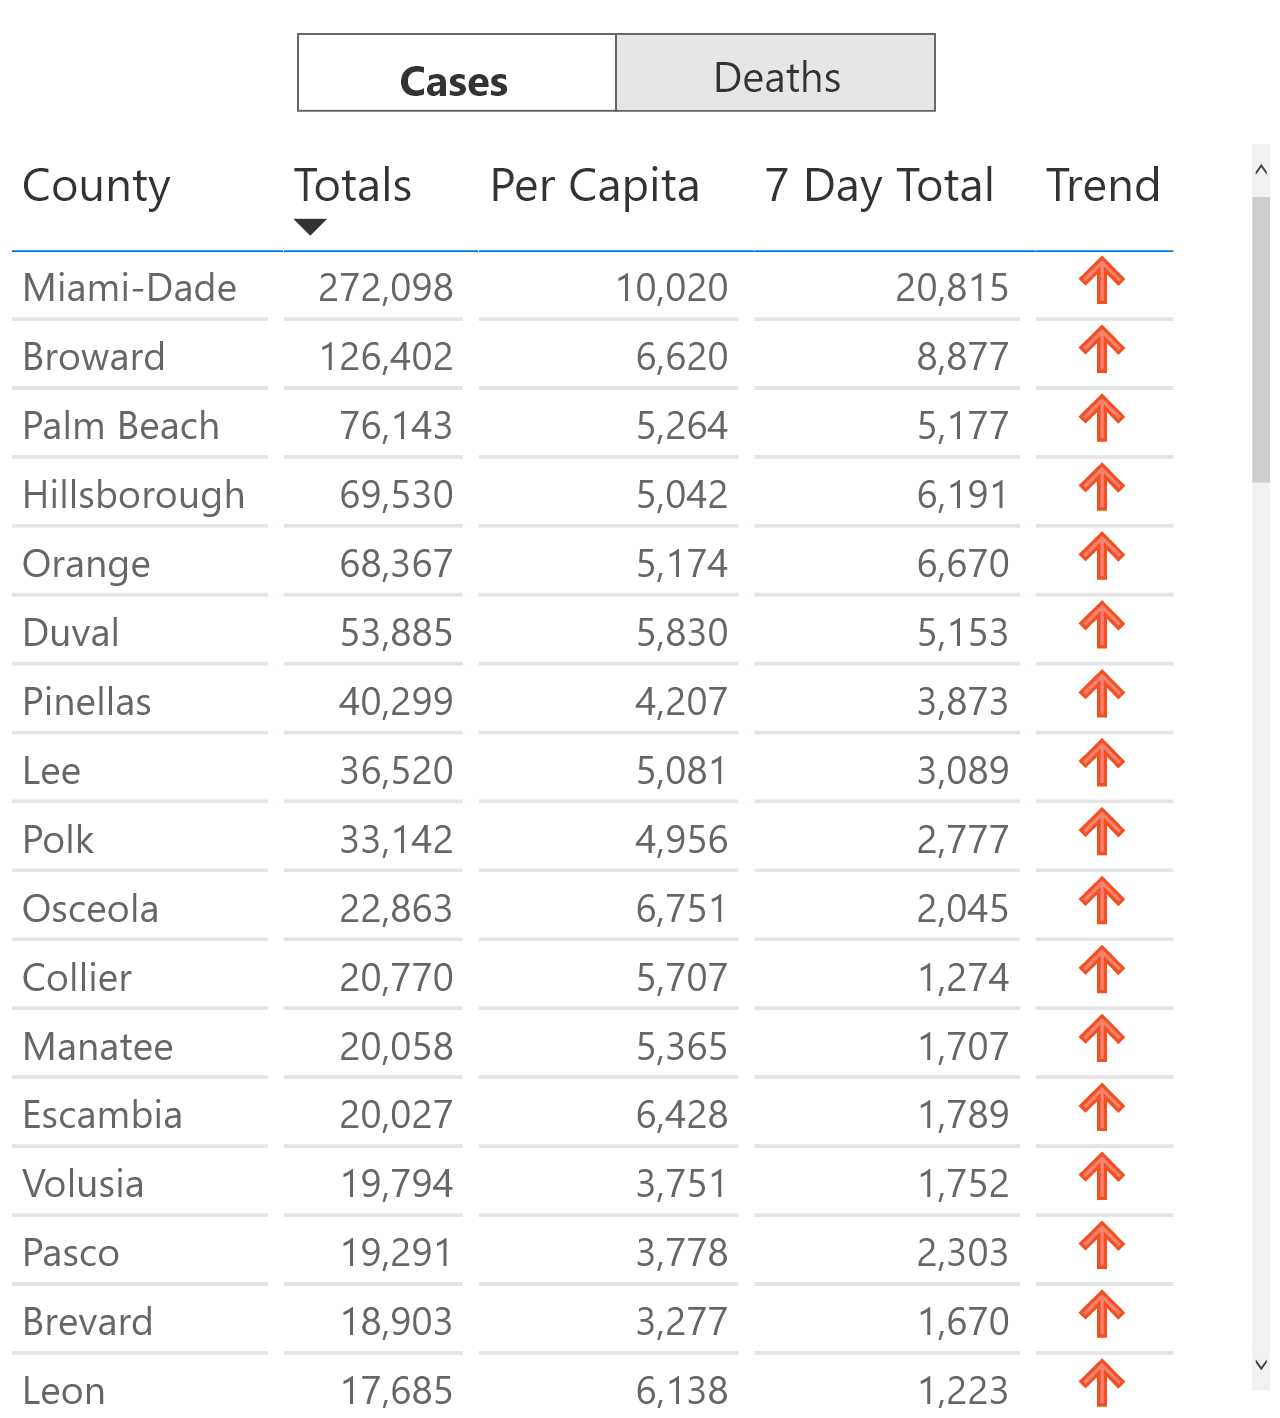 Cases Deaths
County Totals Per Capita 7 Day Total Trend
Miami-Dade 272,098 10,020 20,815
Broward 126,402 6,620 8,877
Palm Beach 76,143 5,264 5,177
Hillsborough 69,530 5,042 6,191
Orange 68,367 5,174 6,670
Duval 53,885 5,830 5,153
Pinellas 40,299 4,207 3,873
Lee 36,520 5,081 3,089
Polk 33,142 4,956 2,777
Osceola 22,863 6,751 2,045
Collier 20,770 5,707 1,274
Manatee 20,058 5,365 1,707
Escambia 20,027 6,428 1,789
Volusia 19,794 3,751 1,752
Pasco 19,291 3,778 2,303
Brevard 18,903 3,277 1,670
Leon 17,685 6,138 1,223